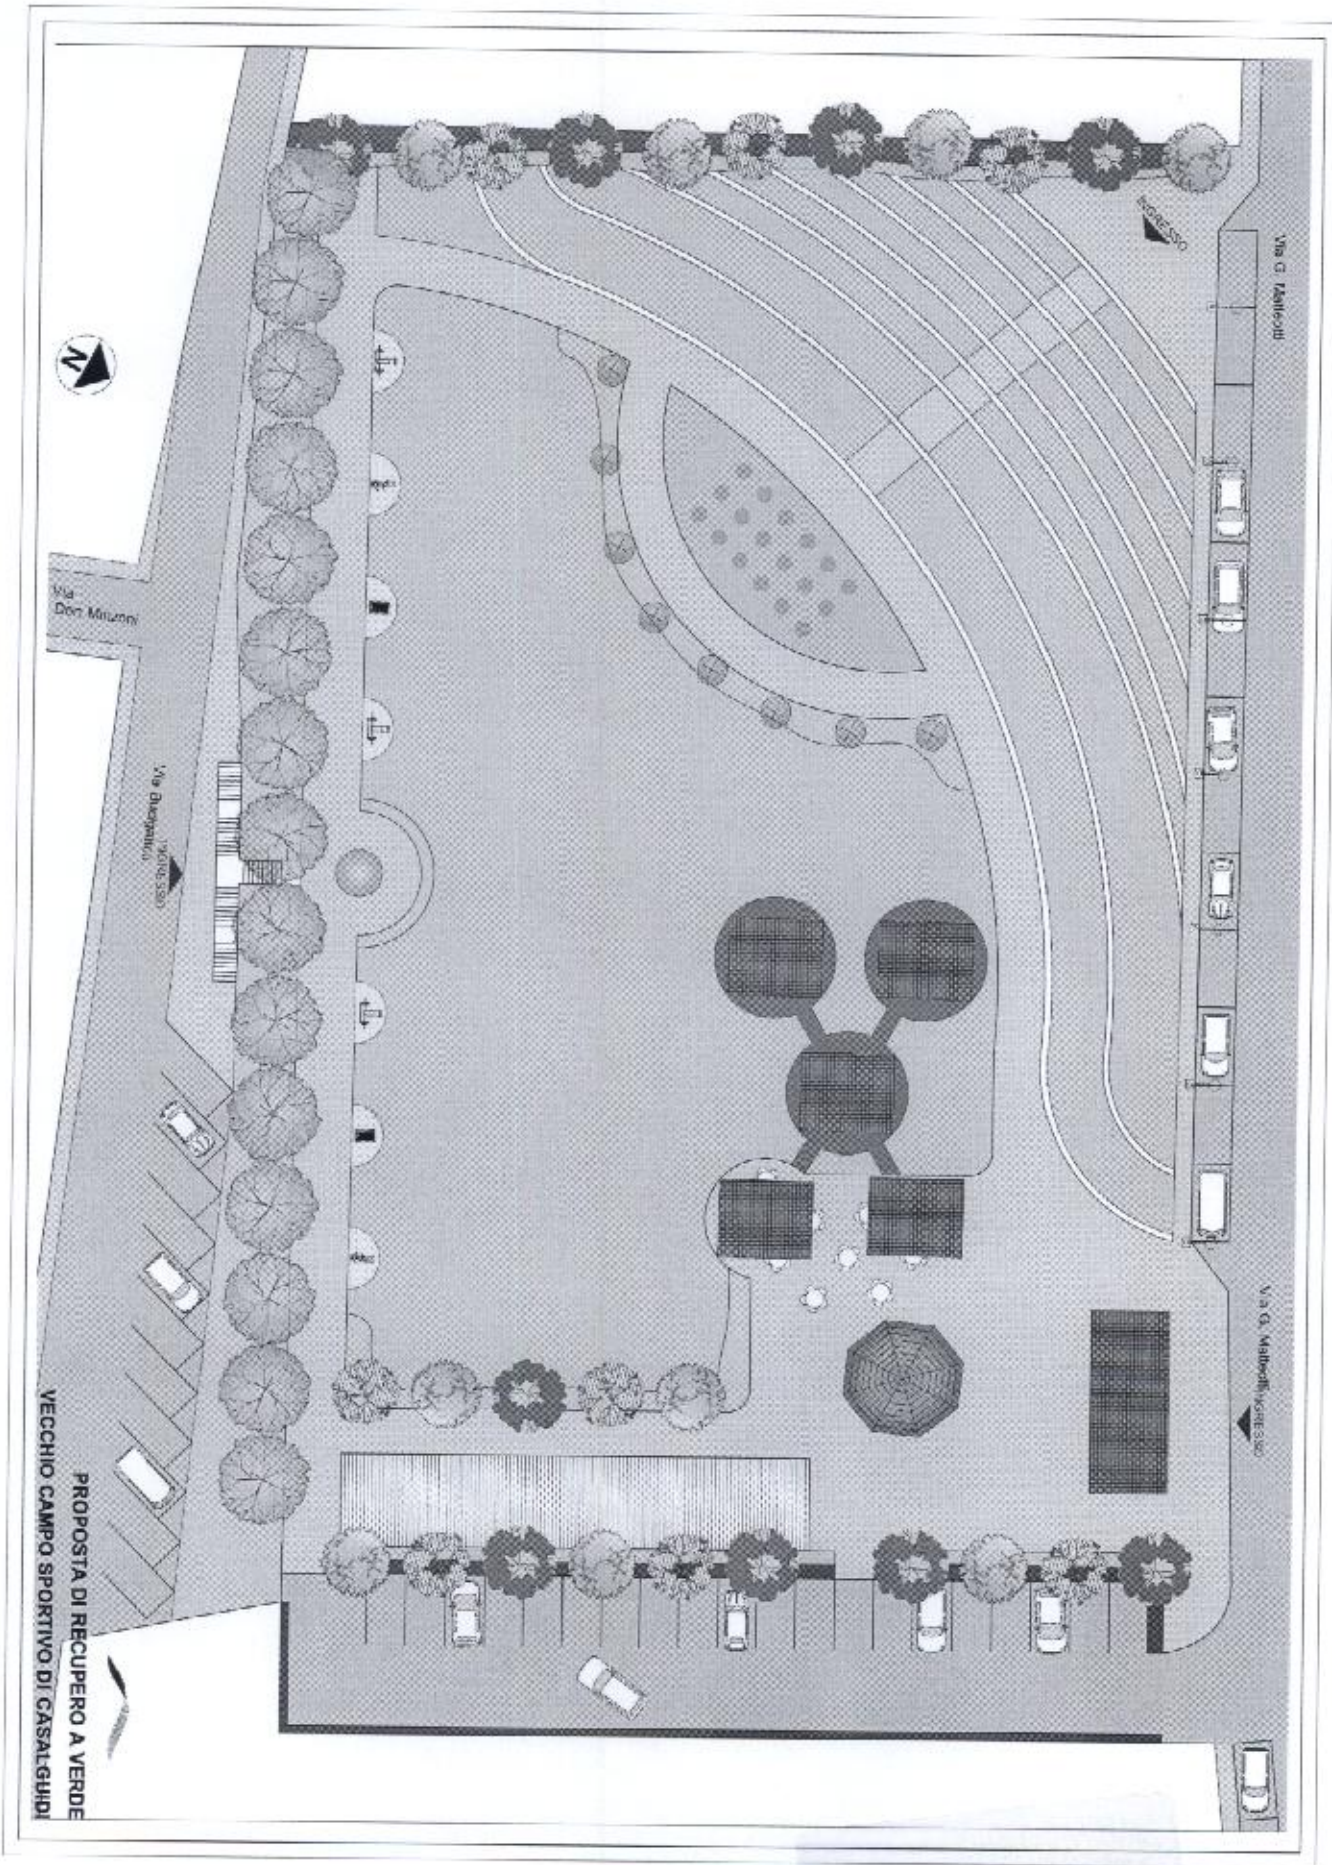 INGRESSO
Via G. Matteotti
N
Via
Don Minzoni
INGRESSO
Via G. Matteotti
INGRESSO
PROPOSTA DI RECUPERO A VERDE
VECCHIO CAMPO SPORTIVO DI CASALGUIDI